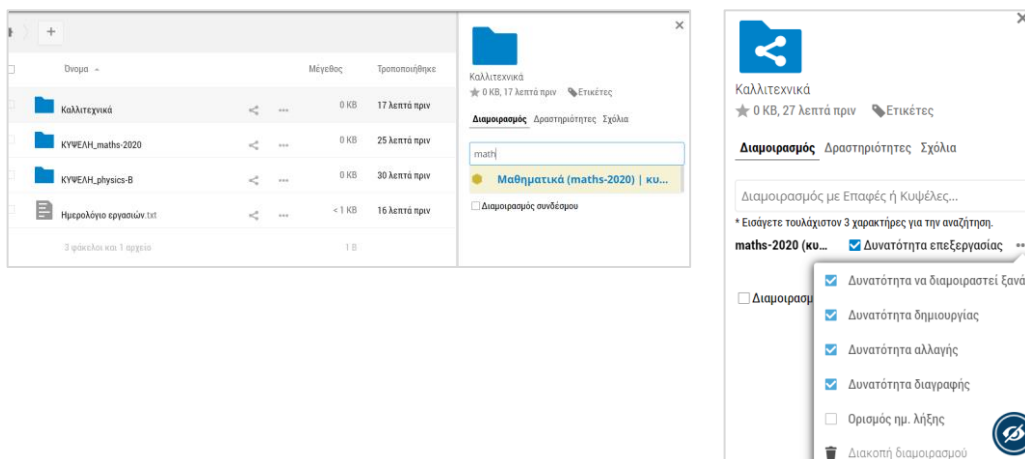 Όνομα
Μέγεθος
Τροποποιήθηκε
Καλλιτεχνικά
0 KB
17 λεπτά πριν
ΚΥΨΕΛΗ_maths-2020
0 KB
25 λεπτά πριν
ΚΥΨΕΛΗ_physics-B
0 KB
30 λεπτά πριν
Ημερολόγιο εργασιών.txt
< 1 KB
16 λεπτά πριν
3 φάκελοι και 1 αρχείο
1 B
Καλλιτεχνικά
0 KB, 17 λεπτά πριν Ετικέτες
Διαμοιρασμός Δραστηριότητες Σχόλια
math
Μαθηματικά (maths-2020) | κυ...
Διαμοιρασμός συνδέσμου
Καλλιτεχνικά
0 KB, 27 λεπτά πριν Ετικέτες
Διαμοιρασμός Δραστηριότητες Σχόλια
Διαμοιρασμός με Επαφές ή Κυψέλες...
* Εισάγετε τουλάχιστον 3 χαρακτήρες για την αναζήτηση.
maths-2020 (κυ... Δυνατότητα επεξεργασίας
Δυνατότητα να διαμοιραστεί ξανά
Διαμοιρασμ
Δυνατότητα δημιουργίας
Δυνατότητα αλλαγής
Δυνατότητα διαγραφής
Ορισμός ημ. λήξης
Διακοπή διαμοιρασμού